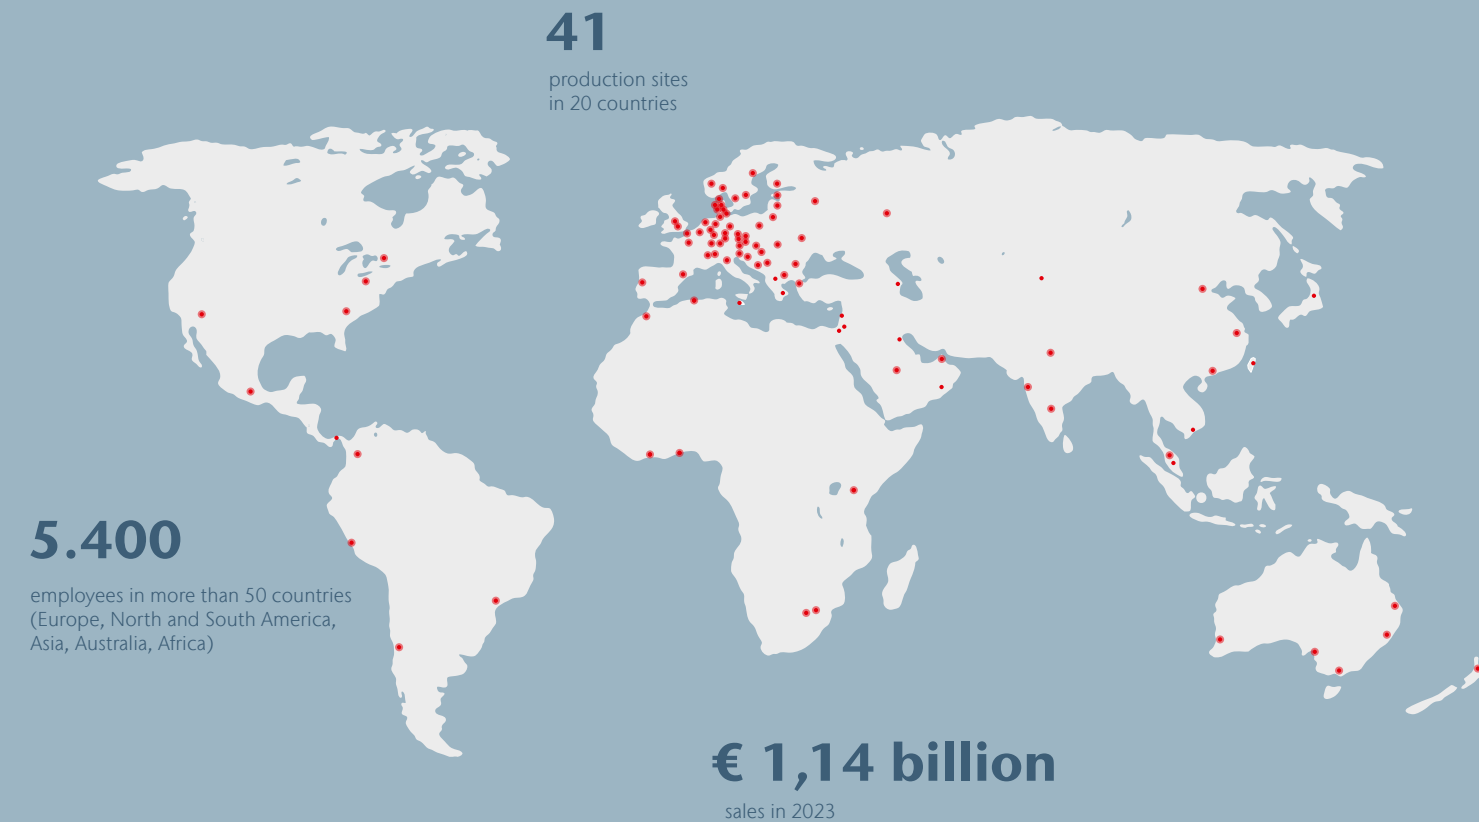 41
production sites
in 20 countries
5.400
employees in more than 50 countries
(Europe, North and South America,
Asia, Australia, Africa)
€ 1,14 billion
sales in 2023